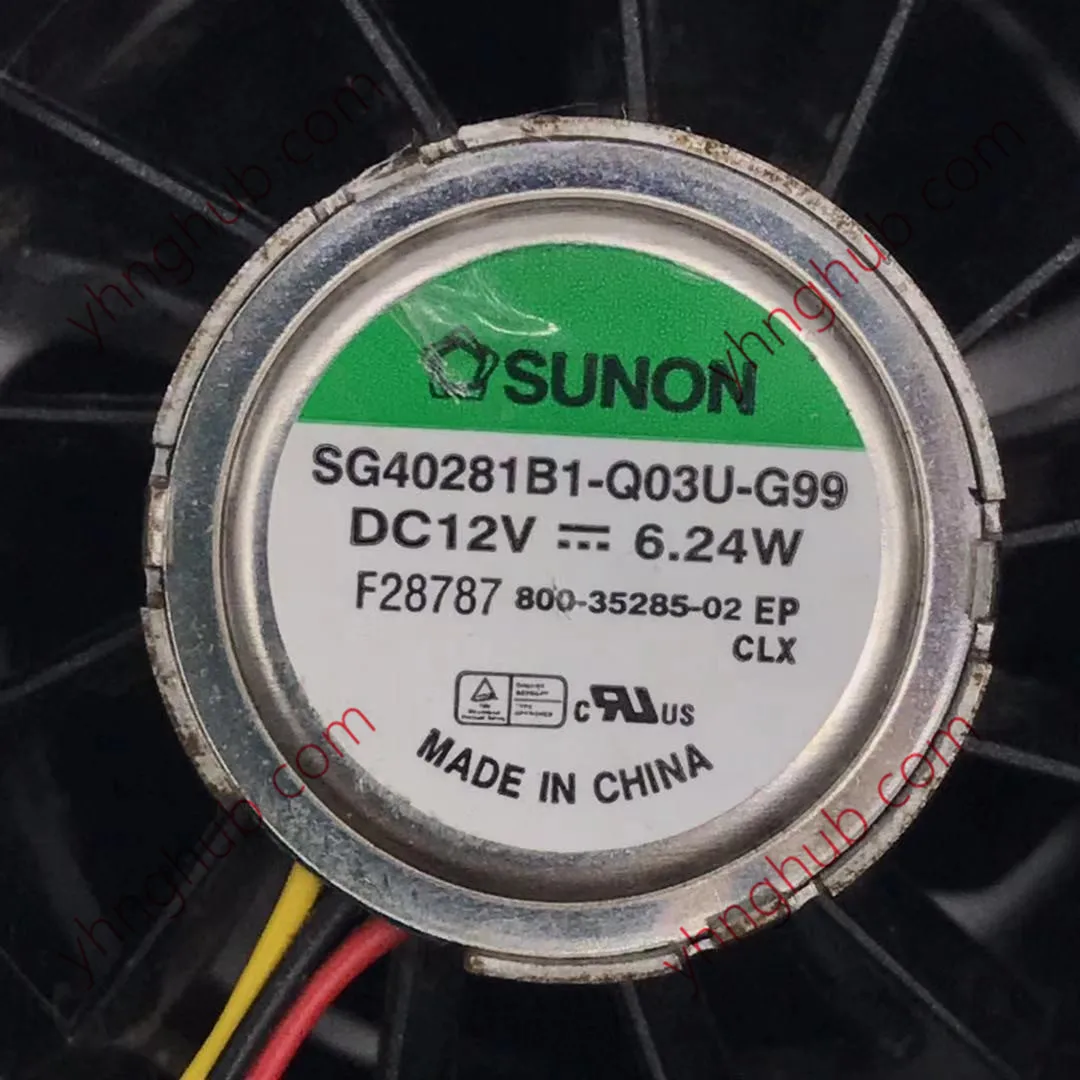 SUNON
SG40281B1-Q03U-G99
DC12V ⎓ 6.24W
F28787 800-35285-02 EP
CLX
c RU US
MADE IN CHINA
yhnghub.com
yhnghub.com
yhnghub.com
yhnghub.com